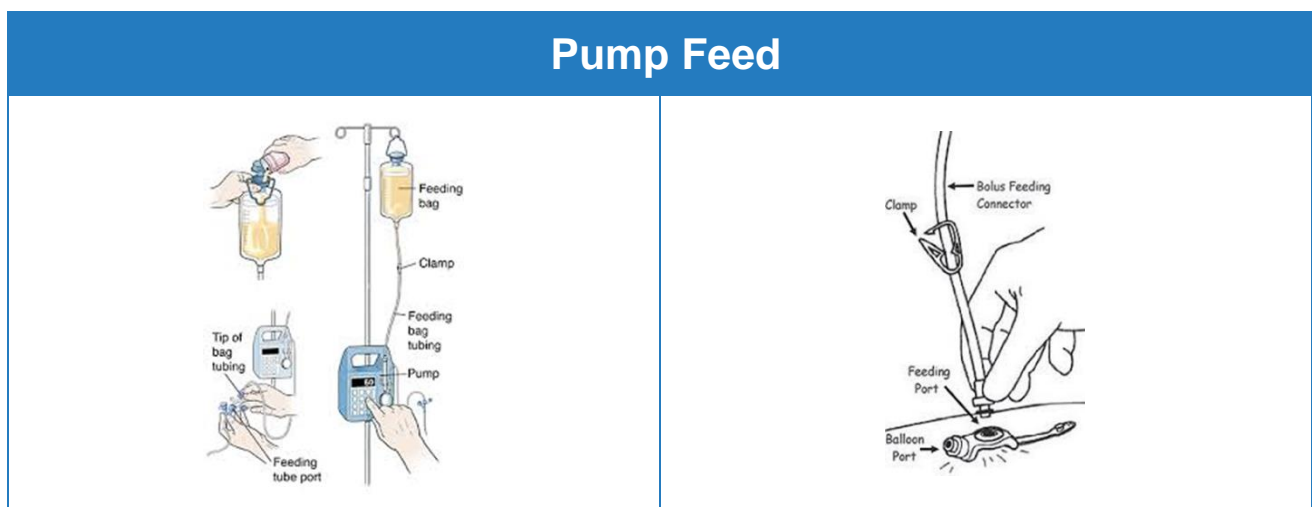 Pump Feed
Feeding
bag
Clamp
Feeding
bag
tubing
Pump
60
Tip of
bag
tubing
Feeding
tube port
Bolus Feeding
Connector
Clamp
Feeding
Port
Balloon
Port